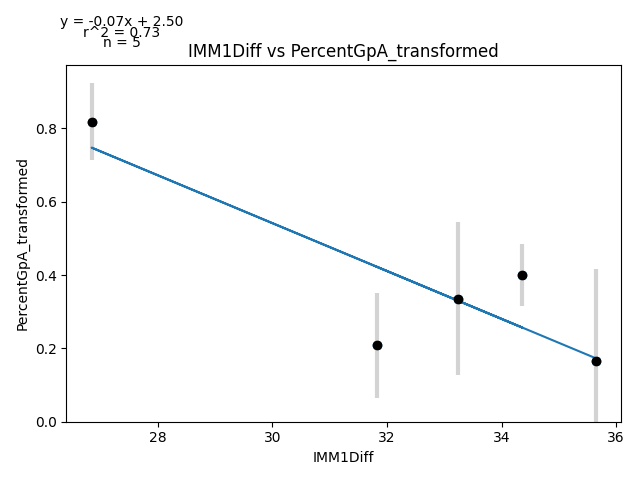 y = -0.07x + 2.50
r^2 = 0.73
n = 5
IMM1Diff vs PercentGpA_transformed
PercentGpA_transformed
0.8
0.6
0.4
0.2
0.0
28
30
32
34
36
IMM1Diff